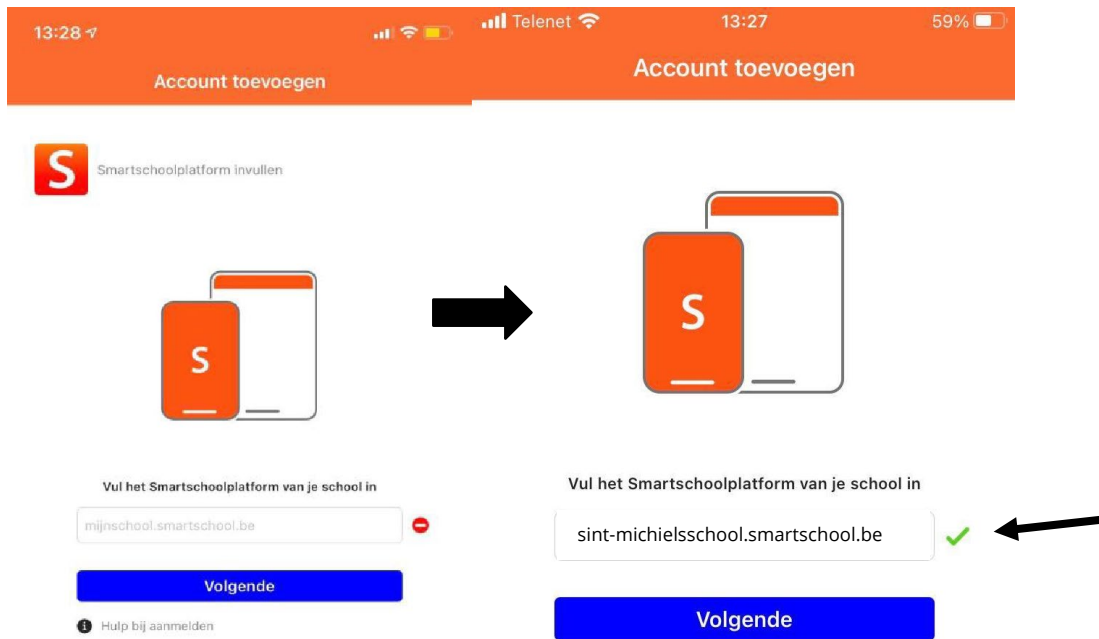 13:28
Account toevoegen
S
Smartschoolplatform invullen
S
Vul het Smartschoolplatform van je school in
mijnschool.smartschool.be
Volgende
Hulp bij aanmelden
Telenet 13:27 59%
Account toevoegen
S
Vul het Smartschoolplatform van je school in
sint-michielsschool.smartschool.be
Volgende